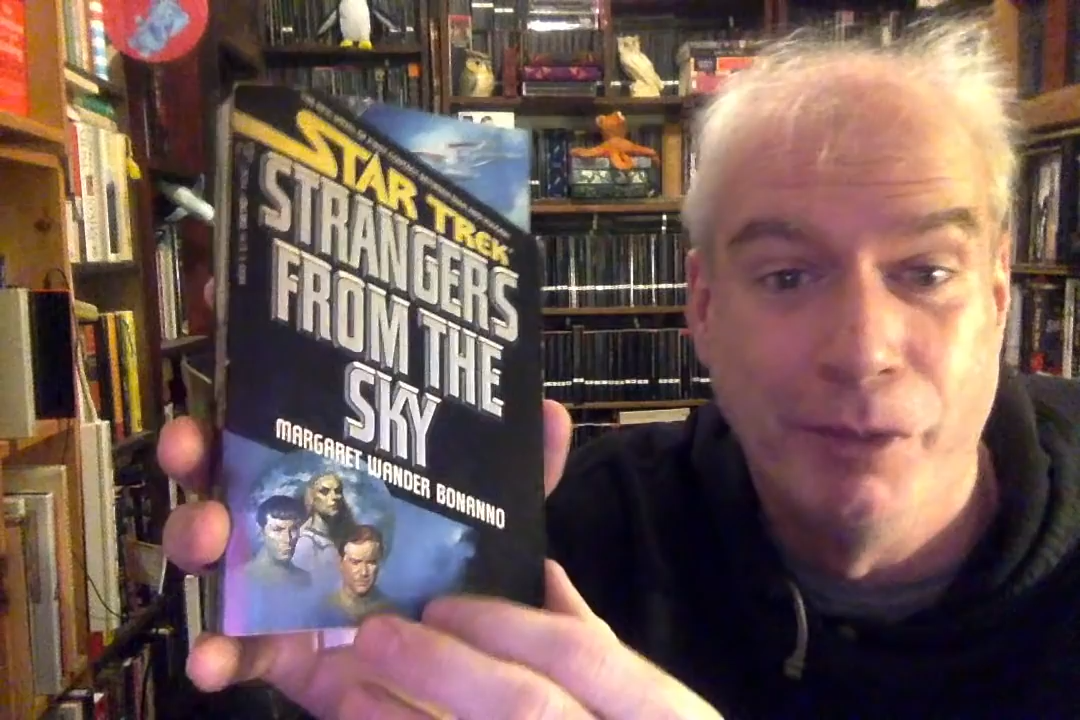 STAR TREK
STRANGERS
FROM THE
SKY
MARGARET WANDER BONANNO